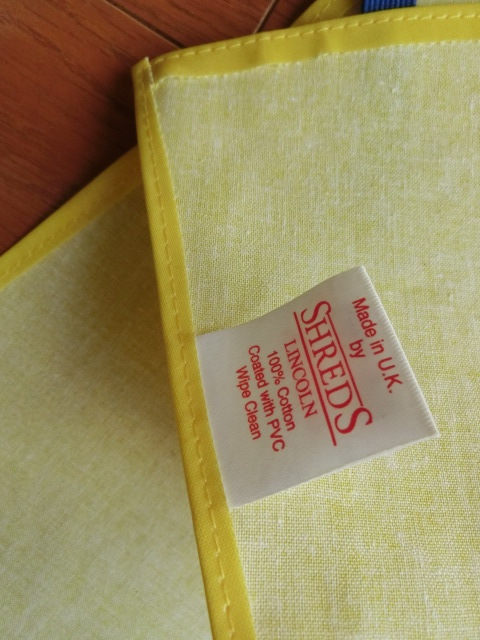 Made in U.K.
by
SHREDS
LINCOLN
100% Cotton
Coated with PVC
Wipe Clean